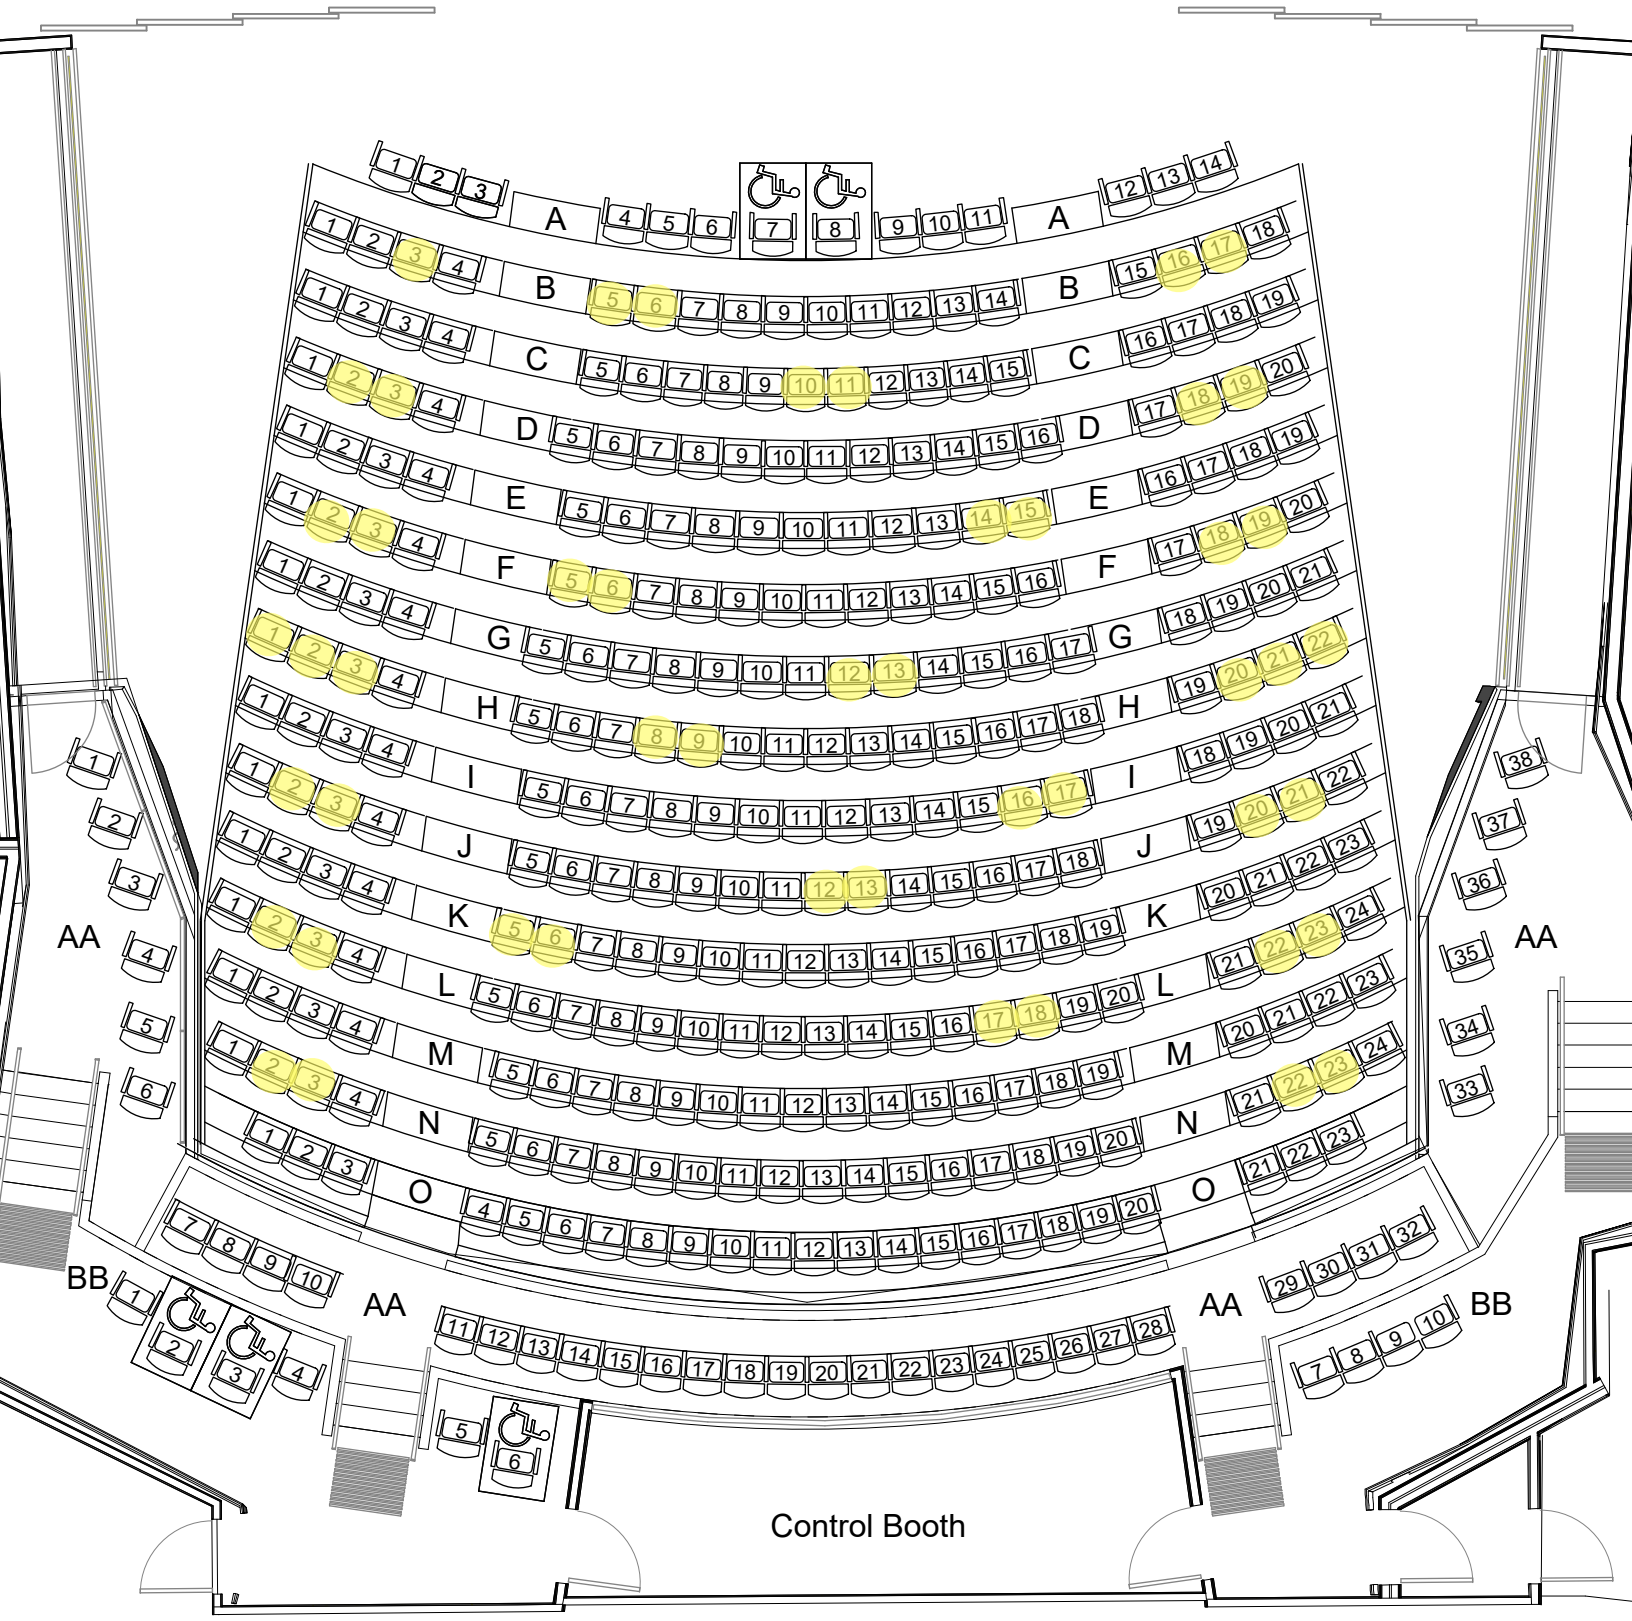 1 2 3 A 4 5 6 7 8 9 10 11 A 12 13 14
1 2 3 4 B 5 6 7 8 9 10 11 12 13 14 B 15 16 17 18
1 2 3 4 C 5 6 7 8 9 10 11 12 13 14 15 C 16 17 18 19
1 2 3 4 D 5 6 7 8 9 10 11 12 13 14 15 16 D 17 18 19 20
1 2 3 4 E 5 6 7 8 9 10 11 12 13 14 15 E 16 17 18 19
1 2 3 4 F 5 6 7 8 9 10 11 12 13 14 15 16 F 17 18 19 20
1 2 3 4 G 5 6 7 8 9 10 11 12 13 14 15 16 17 G 18 19 20 21
1 2 3 4 H 5 6 7 8 9 10 11 12 13 14 15 16 17 18 H 19 20 21 22
1 2 3 4 I 5 6 7 8 9 10 11 12 13 14 15 16 17 I 18 19 20 21
1 2 3 4 J 5 6 7 8 9 10 11 12 13 14 15 16 17 18 J 19 20 21 22
1 2 3 4 K 5 6 7 8 9 10 11 12 13 14 15 16 17 18 19 K 20 21 22 23
1 2 3 4 L 5 6 7 8 9 10 11 12 13 14 15 16 17 18 19 20 L 21 22 23 24
1 2 3 4 M 5 6 7 8 9 10 11 12 13 14 15 16 17 18 19 M 20 21 22 23
1 2 3 4 N 5 6 7 8 9 10 11 12 13 14 15 16 17 18 19 20 N 21 22 23 24
1 2 3 O 4 5 6 7 8 9 10 11 12 13 14 15 16 17 18 19 20 O 21 22 23
1
2
3
AA
4
5
6
7 8 9 10 AA 11 12 13 14 15 16 17 18 19 20 21 22 23 24 25 26 27 28 AA 29 30 31 32
38
37
36
AA
35
34
33
BB 1 2 3 4 5 6 7 8 9 10 BB
Control Booth